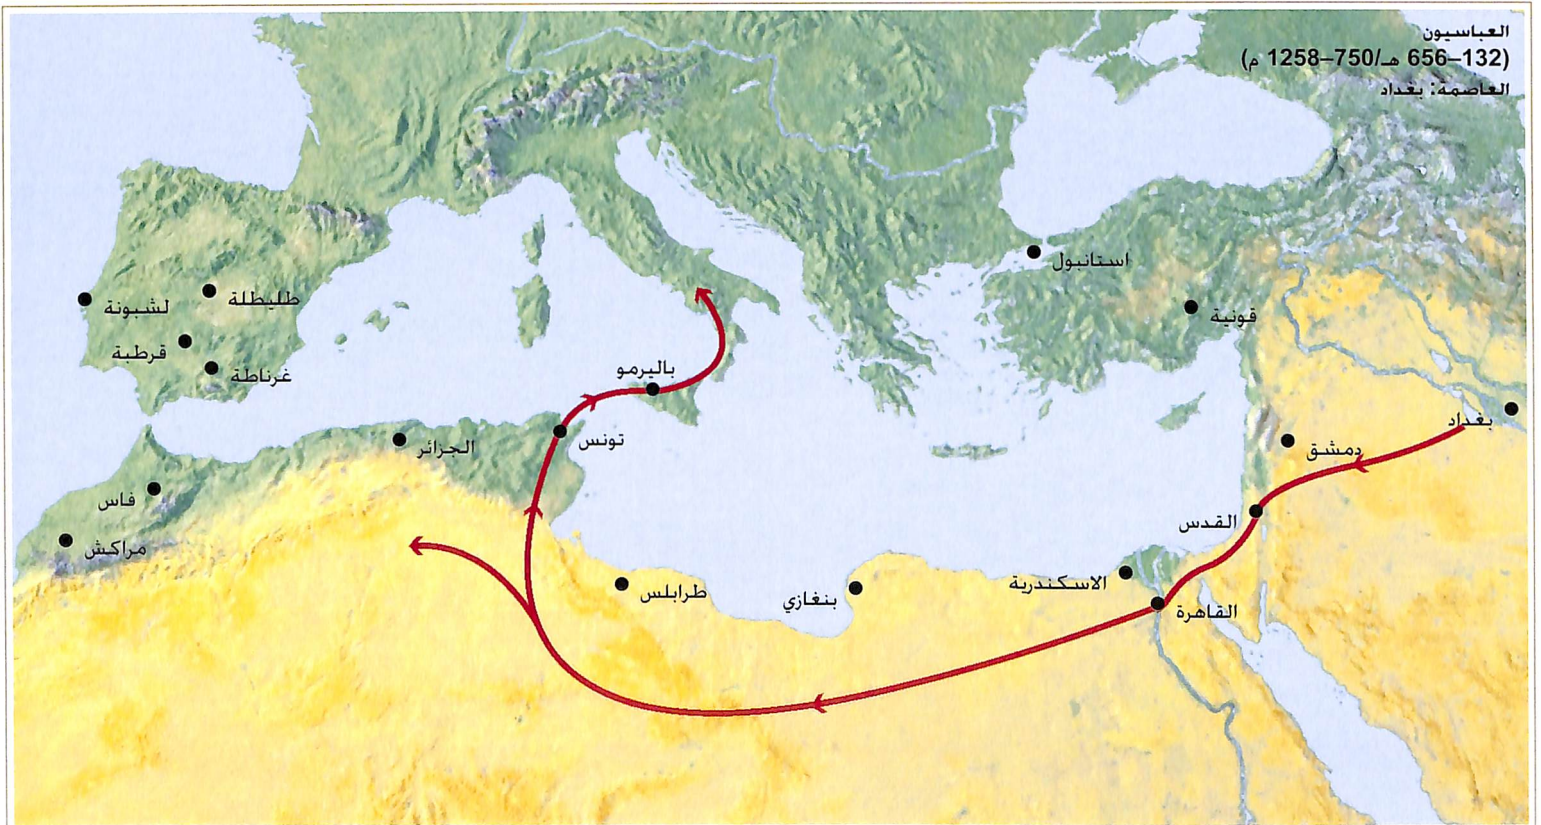 العباسيون
(132–656 هـ/750–1258 م)
العاصمة: بغداد
استانبول
طليطلة
لشبونة
قونية
قرطبة
باليرمو
غرناطة
بغداد
تونس
الجزائر
دمشق
فاس
القدس
مراكش
الاسكندرية
طرابلس
بنغازي
القاهرة